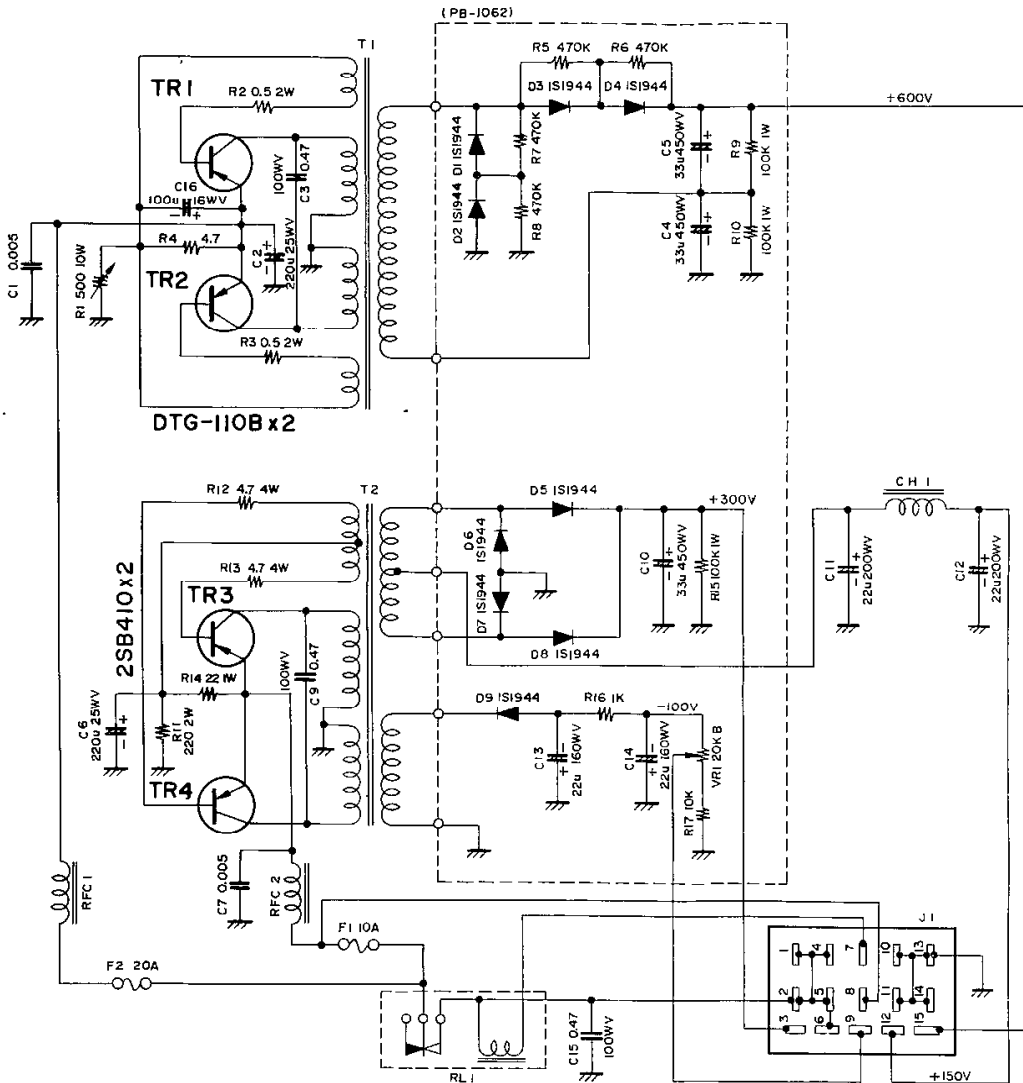 (PB-1062)
T1
R5 470K
R6 470K
TR1
R2 0.5 2W
D3 1S1944
D4 1S1944
+600V
D1 1S1944
R7 470K
C5
33u 450WV
R9
100K 1W
100WV
C3 0.47
C16
100u 16WV
D2 1S1944
R8 470K
C4
33u 450WV
R10
100K 1W
C1 0.005
R1 500 10W
R4 4.7
C2
220u 25WV
TR2
R3 0.5 2W
DTG-110B x 2
R12 4.7 4W
T2
D5 1S1944
+300V
CH 1
D6
1S1944
2SB410 x 2
R13 4.7 4W
TR3
C10
33u 450WV
R15 100K 1W
C11
22u 200WV
C12
22u 200WV
D7 1S1944
D8 1S1944
R14 22 1W
100WV
C9 0.47
C6
220u 25WV
R11
220 2W
D9 1S1944
R16 1K
-100V
C13
22u 160WV
C14
22u 160WV
VR1 20K B
TR4
R17 10K
RFC 1
C7 0.005
RFC 2
F1 10A
J1
1
4
7
10
13
F2 20A
2
5
8
11
14
3
6
9
12
15
C15 0.47
100WV
RL 1
+150V